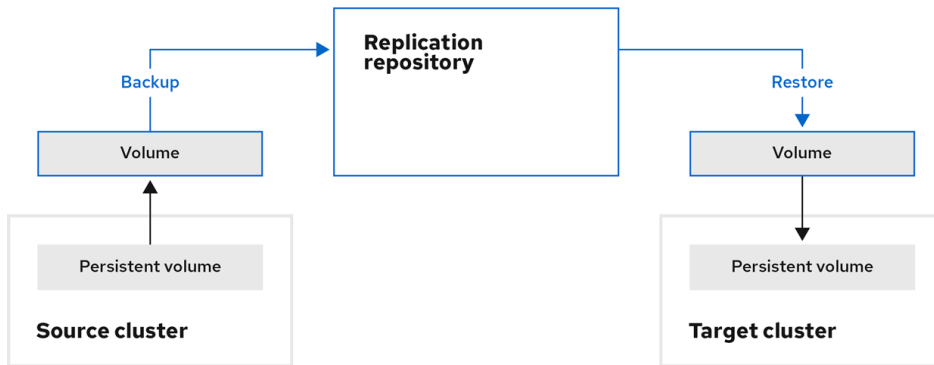 Replication
repository
Backup
Restore
Volume
Volume
Persistent volume
Persistent volume
Source cluster
Target cluster